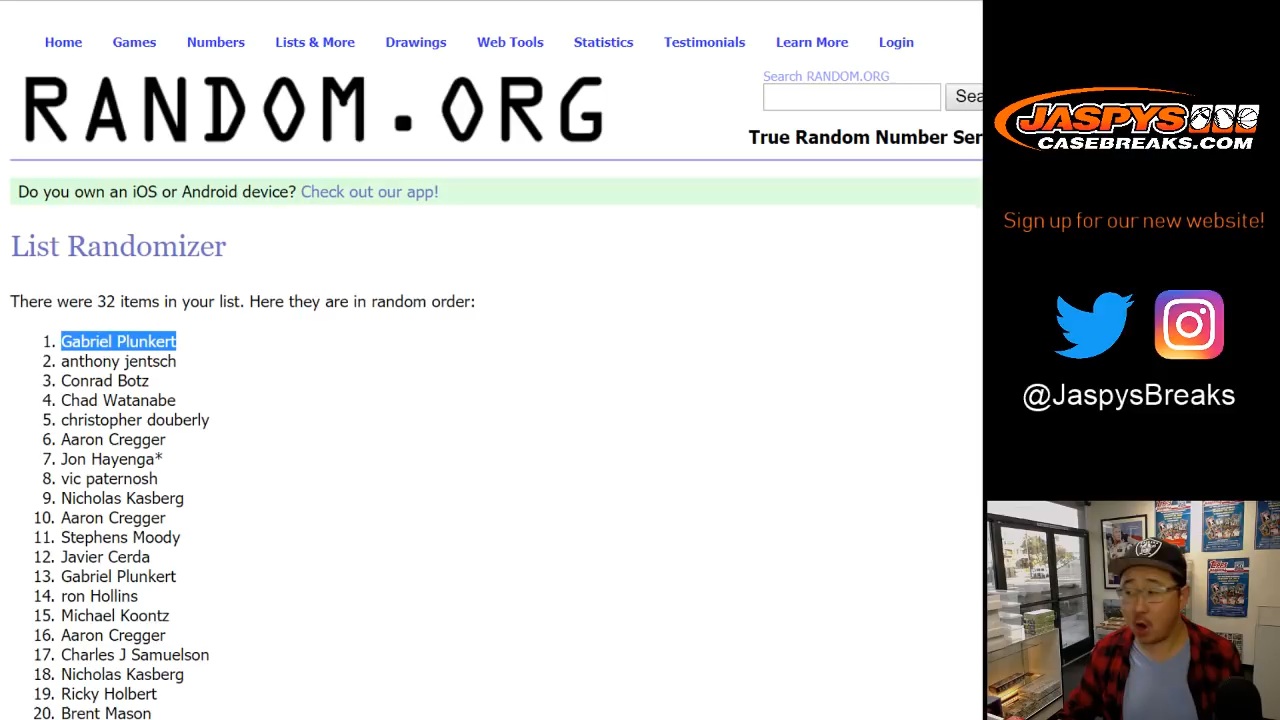 Home Games Numbers Lists & More Drawings Web Tools Statistics Testimonials Learn More Login
RANDOM.ORG
Search RANDOM.ORG
Sea
True Random Number Ser
Do you own an iOS or Android device? Check out our app!
List Randomizer
There were 32 items in your list. Here they are in random order:
1. Gabriel Plunkert
2. anthony jentsch
3. Conrad Botz
4. Chad Watanabe
5. christopher douberly
6. Aaron Cregger
7. Jon Hayenga*
8. vic paternosh
9. Nicholas Kasberg
10. Aaron Cregger
11. Stephens Moody
12. Javier Cerda
13. Gabriel Plunkert
14. ron Hollins
15. Michael Koontz
16. Aaron Cregger
17. Charles J Samuelson
18. Nicholas Kasberg
19. Ricky Holbert
20. Brent Mason
JASPYS
CASEBREAKS.COM
Sign up for our new website!
@JaspysBreaks